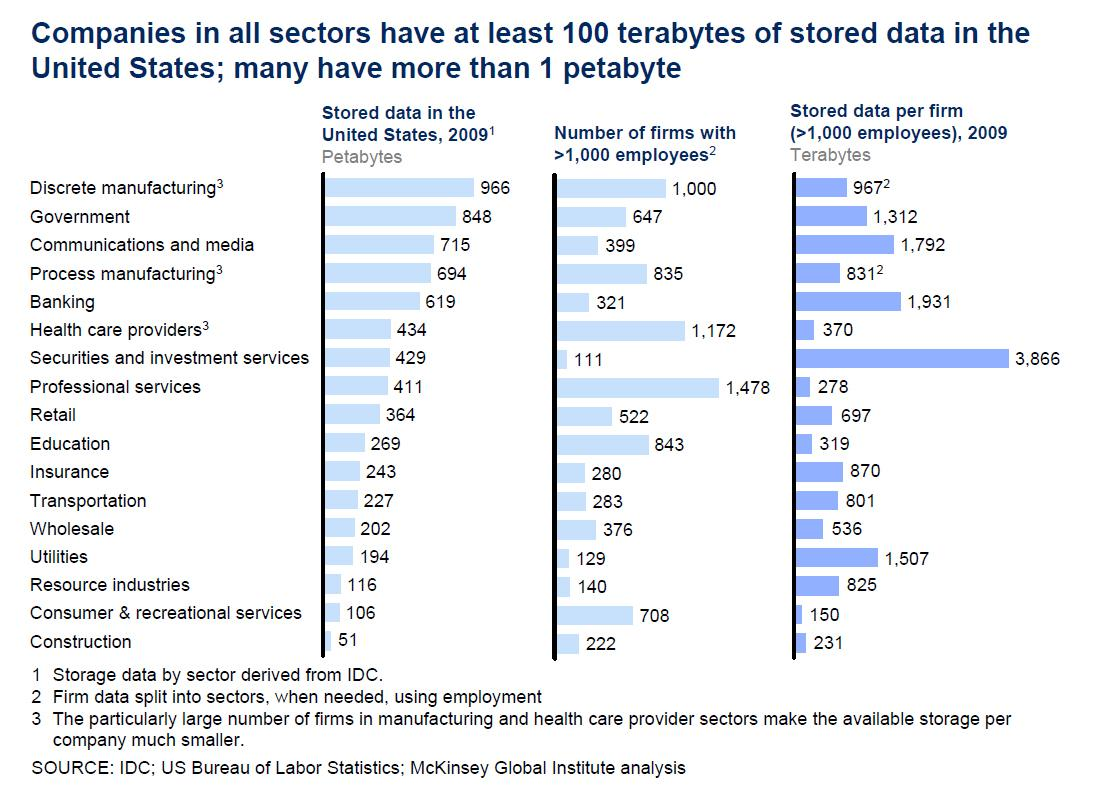 Companies in all sectors have at least 100 terabytes of stored data in the
United States; many have more than 1 petabyte
Stored data in the
United States, 2009¹
Petabytes
Number of firms with
>1,000 employees²
Stored data per firm
(>1,000 employees), 2009
Terabytes
Discrete manufacturing³ 966 1,000 967²
Government 848 647 1,312
Communications and media 715 399 1,792
Process manufacturing³ 694 835 831²
Banking 619 321 1,931
Health care providers³ 434 1,172 370
Securities and investment services 429 111 3,866
Professional services 411 1,478 278
Retail 364 522 697
Education 269 843 319
Insurance 243 280 870
Transportation 227 283 801
Wholesale 202 376 536
Utilities 194 129 1,507
Resource industries 116 140 825
Consumer & recreational services 106 708 150
Construction 51 222 231
1 Storage data by sector derived from IDC.
2 Firm data split into sectors, when needed, using employment
3 The particularly large number of firms in manufacturing and health care provider sectors make the available storage per
company much smaller.
SOURCE: IDC; US Bureau of Labor Statistics; McKinsey Global Institute analysis